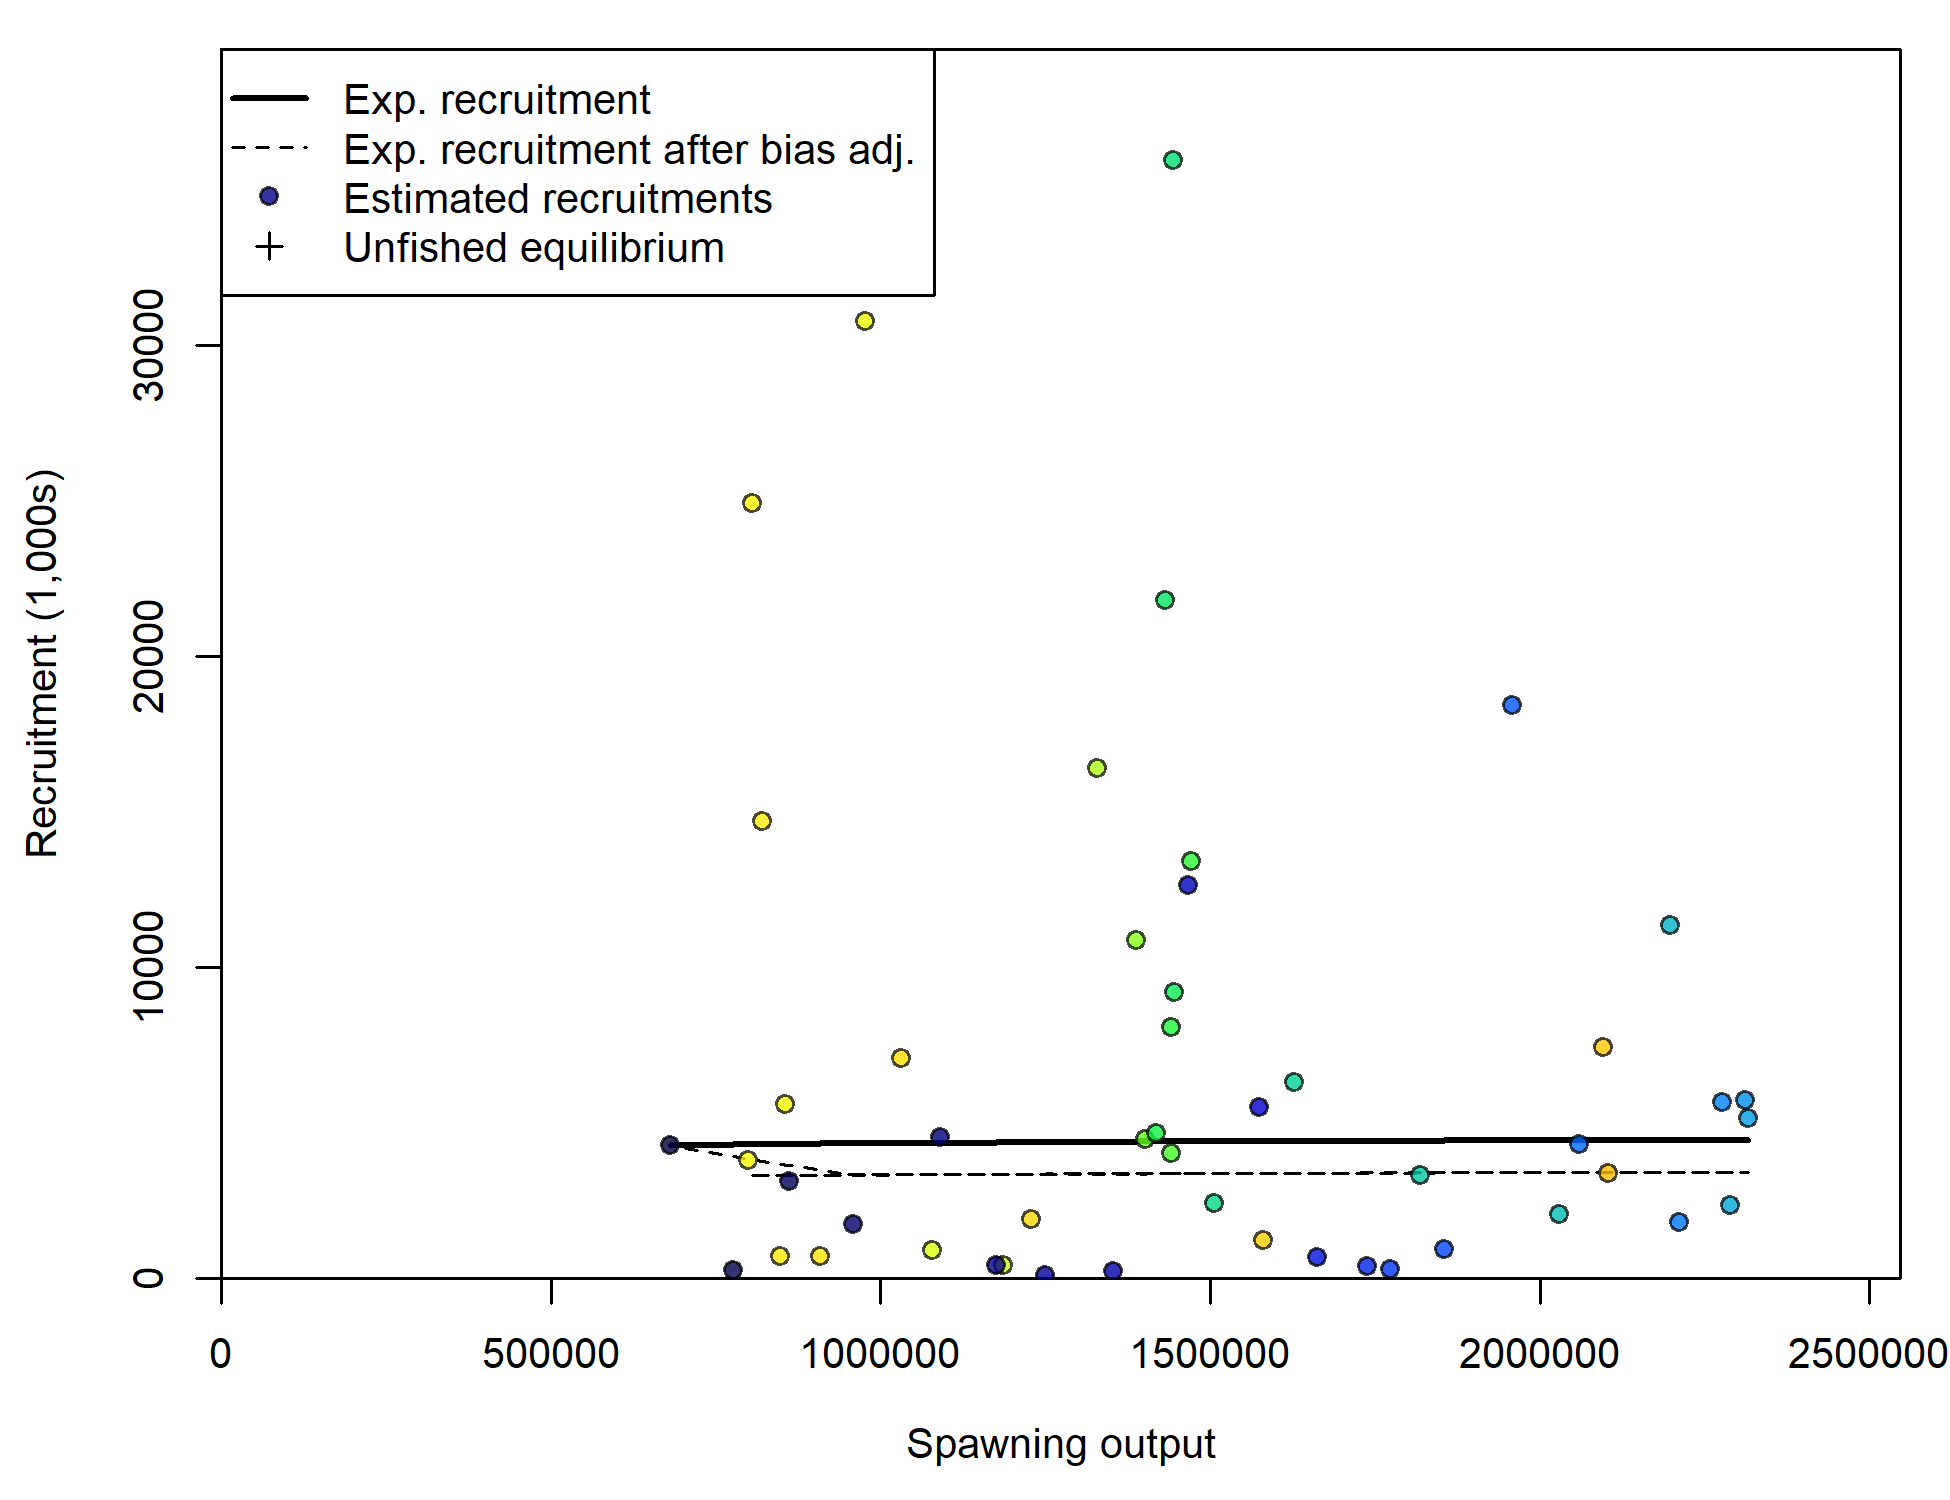 Exp. recruitment
Exp. recruitment after bias adj.
Estimated recruitments
Unfished equilibrium
Recruitment (1,000s)
30000
20000
10000
0
0 500000 1000000 1500000 2000000 2500000
Spawning output